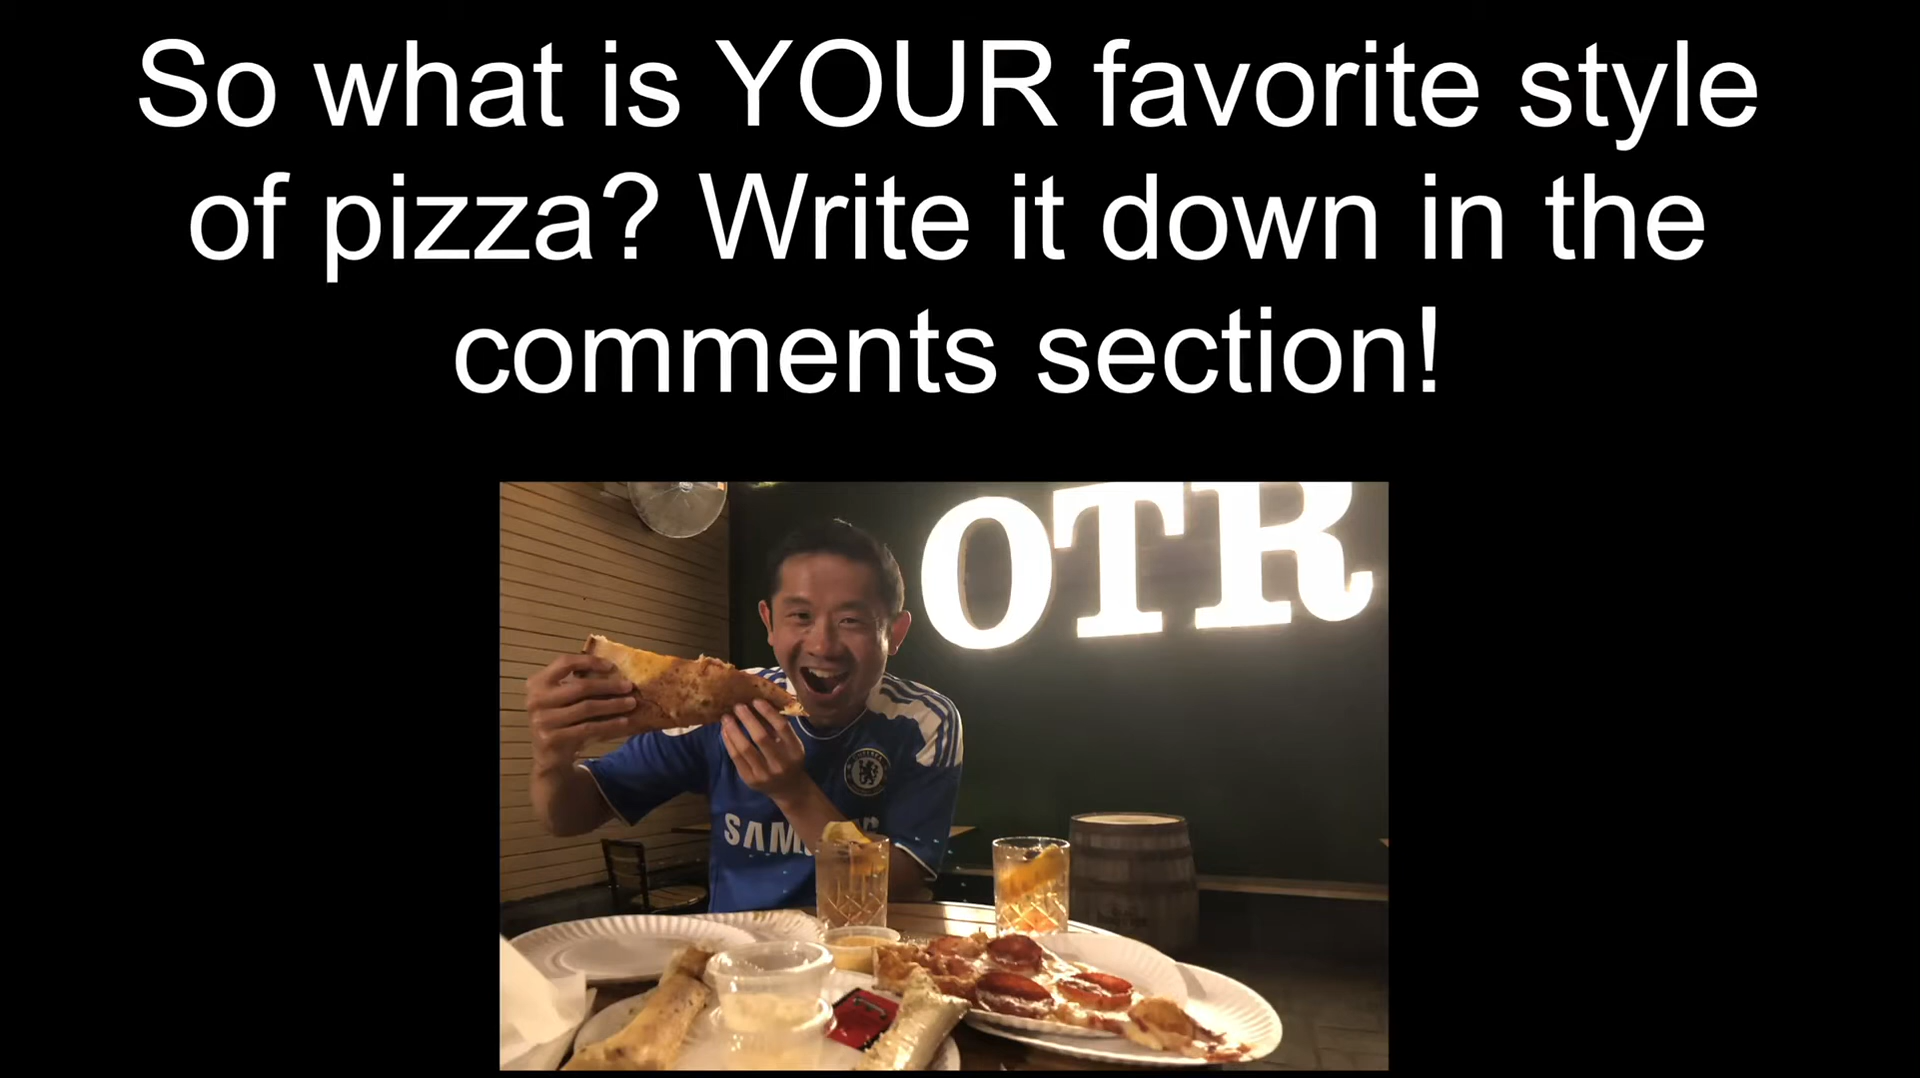 So what is YOUR favorite style
of pizza? Write it down in the
comments section!
OTR